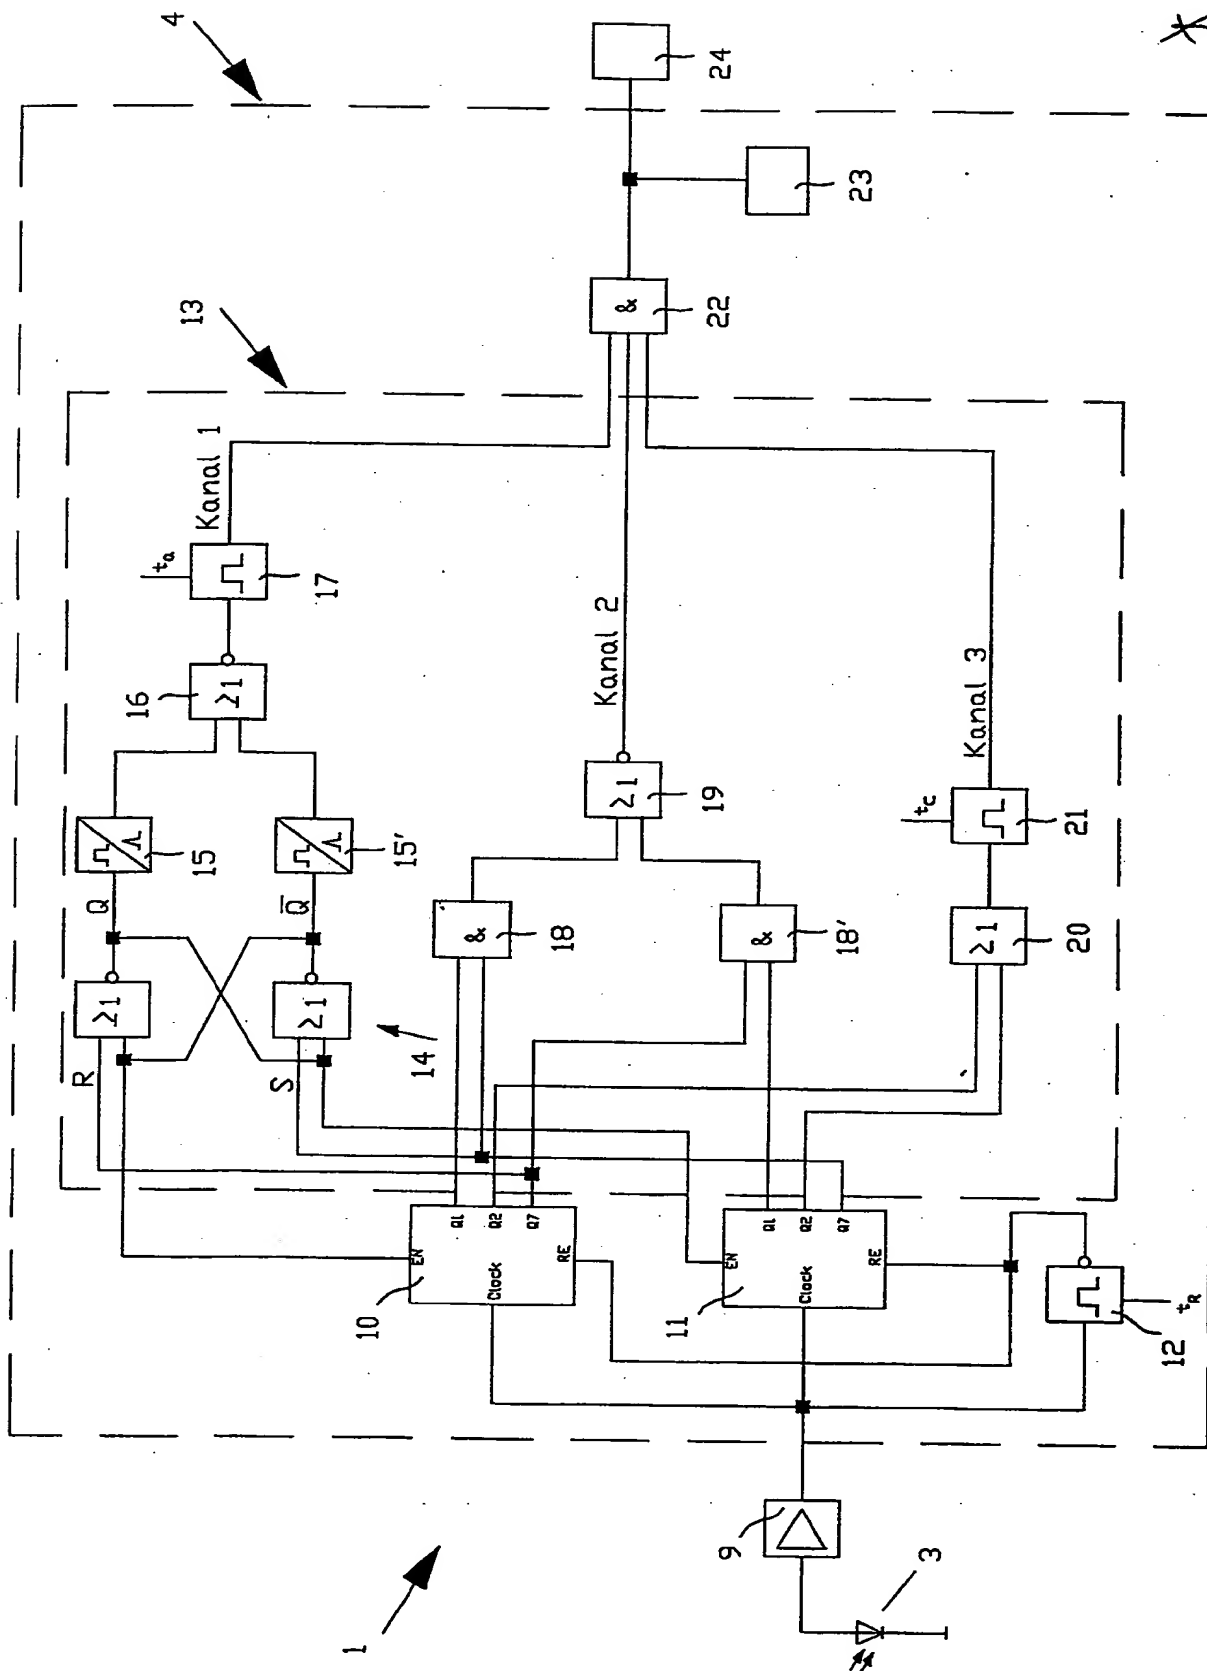 4
24
23
13
22
&
Kanal 1
tₐ
17
16
≥1
Kanal 2
Kanal 3
15
15'
Q
Q̅
≥1
≥1
R
S
14
&
18
&
18'
≥1
19
t_C
21
≥1
20
Q1
Q2
Q7
EN
Clock
RE
10
Q1
Q2
Q7
EN
Clock
RE
11
12
t_R
9
3
1